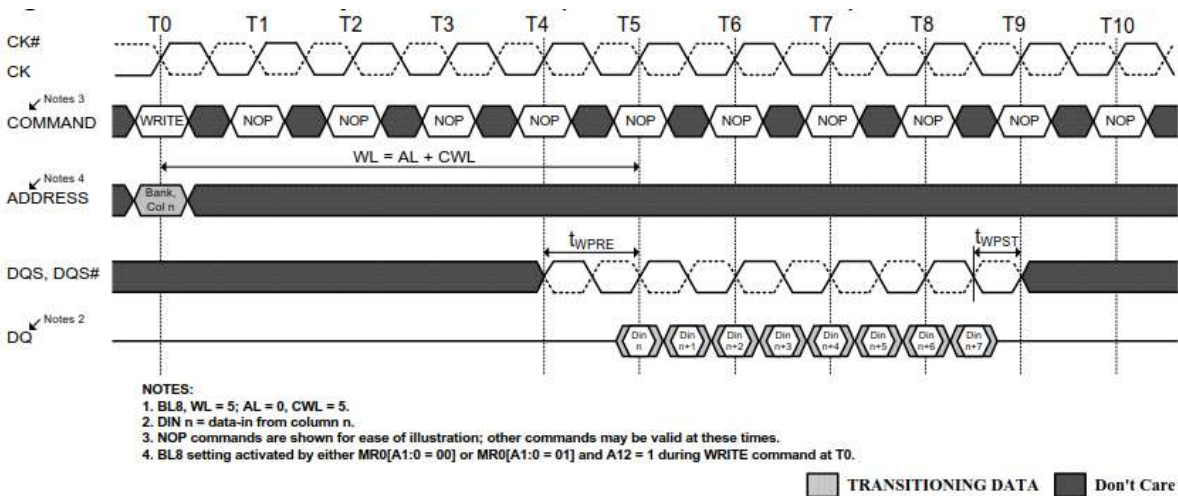 T0 T1 T2 T3 T4 T5 T6 T7 T8 T9 T10
CK#
CK
Notes 3
COMMAND WRITE NOP NOP NOP NOP NOP NOP NOP NOP NOP NOP
WL = AL + CWL
Notes 4
ADDRESS
Bank,
Col n
tWPRE tWPST
DQS, DQS#
Notes 2
DQ
Din n Din n+1 Din n+2 Din n+3 Din n+4 Din n+5 Din n+6 Din n+7
NOTES:
1. BL8, WL = 5; AL = 0, CWL = 5.
2. DIN n = data-in from column n.
3. NOP commands are shown for ease of illustration; other commands may be valid at these times.
4. BL8 setting activated by either MR0[A1:0 = 00] or MR0[A1:0 = 01] and A12 = 1 during WRITE command at T0.
TRANSITIONING DATA Don't Care